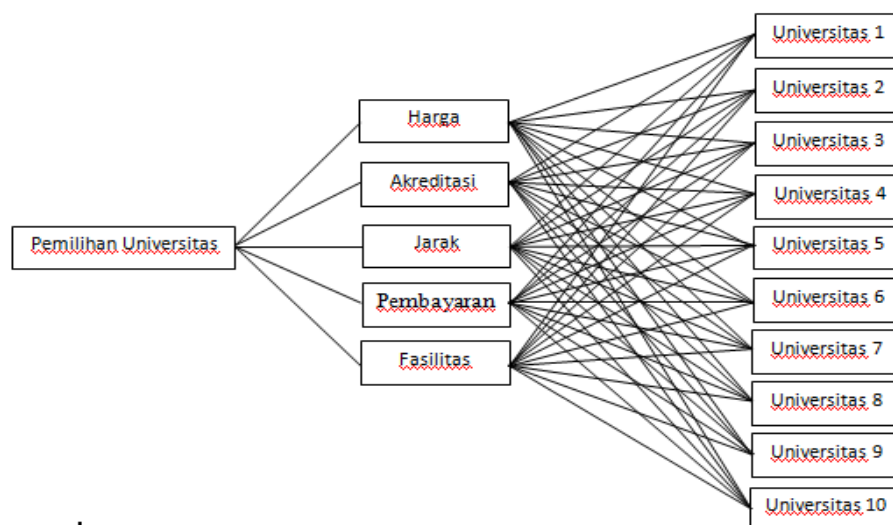 Pemilihan Universitas
Harga
Akreditasi
Jarak
Pembayaran
Fasilitas
Universitas 1
Universitas 2
Universitas 3
Universitas 4
Universitas 5
Universitas 6
Universitas 7
Universitas 8
Universitas 9
Universitas 10